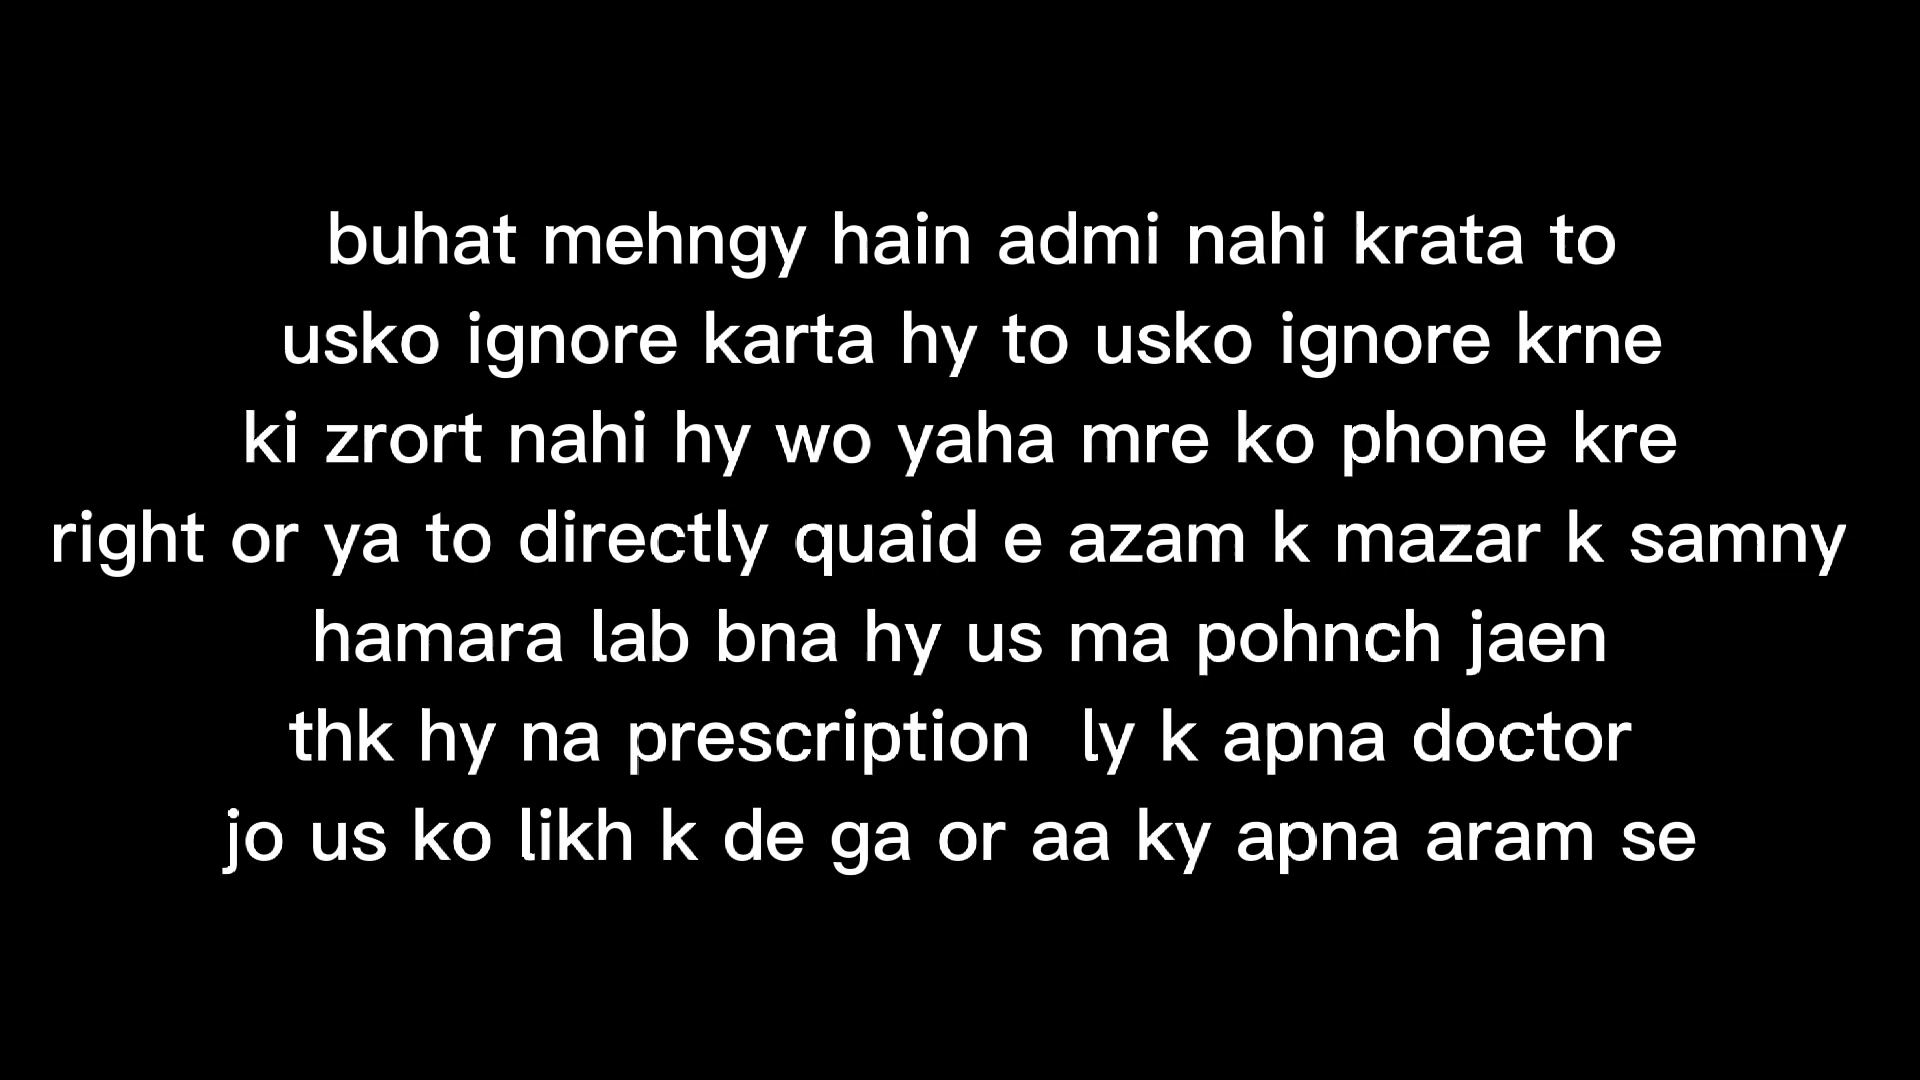 buhat mehngy hain admi nahi krata to
usko ignore karta hy to usko ignore krne
ki zrort nahi hy wo yaha mre ko phone kre
right or ya to directly quaid e azam k mazar k samny
hamara lab bna hy us ma pohnch jaen
thk hy na prescription  ly k apna doctor
jo us ko likh k de ga or aa ky apna aram se